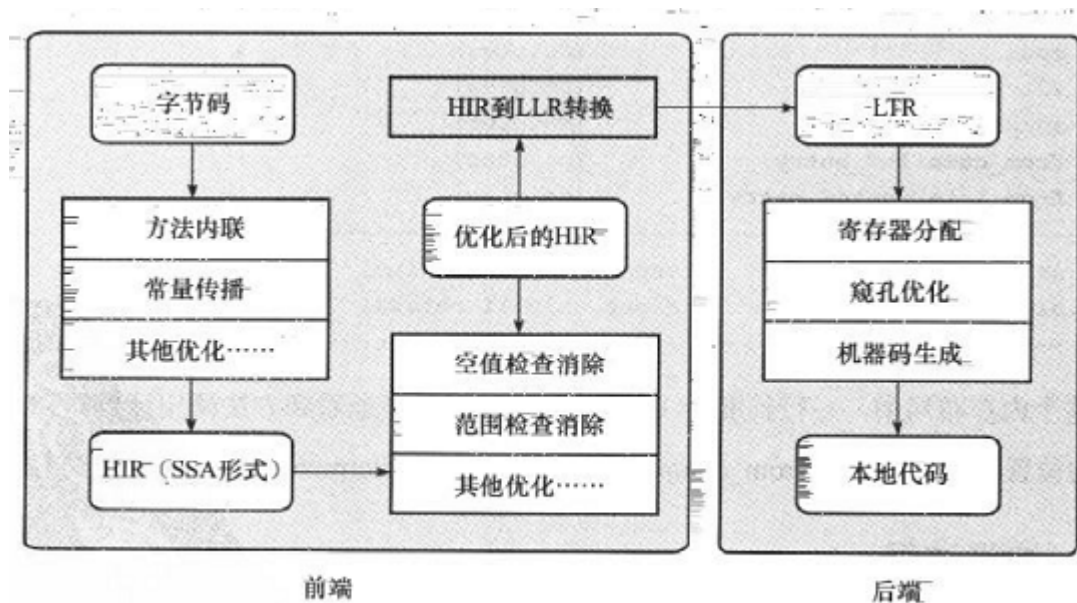 字节码
方法内联
常量传播
其他优化……
HIR（SSA形式）
HIR到LLR转换
优化后的HIR
空值检查消除
范围检查消除
其他优化……
前端
LTR
寄存器分配
窥孔优化
机器码生成
本地代码
后端